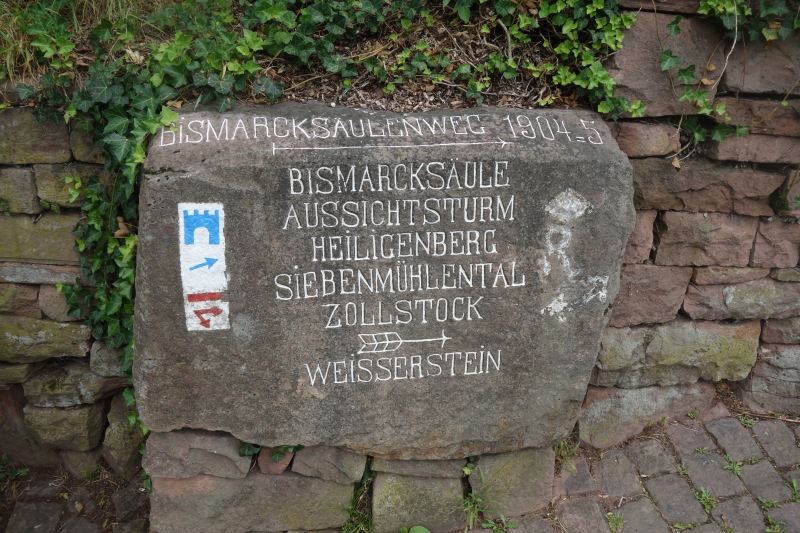 BISMARCKSÄULENWEG 1904=5
BISMARCKSÄULE
AUSSICHTSTURM
HEILIGENBERG
SIEBENMÜHLENTAL
ZOLLSTOCK
WEISSERSTEIN